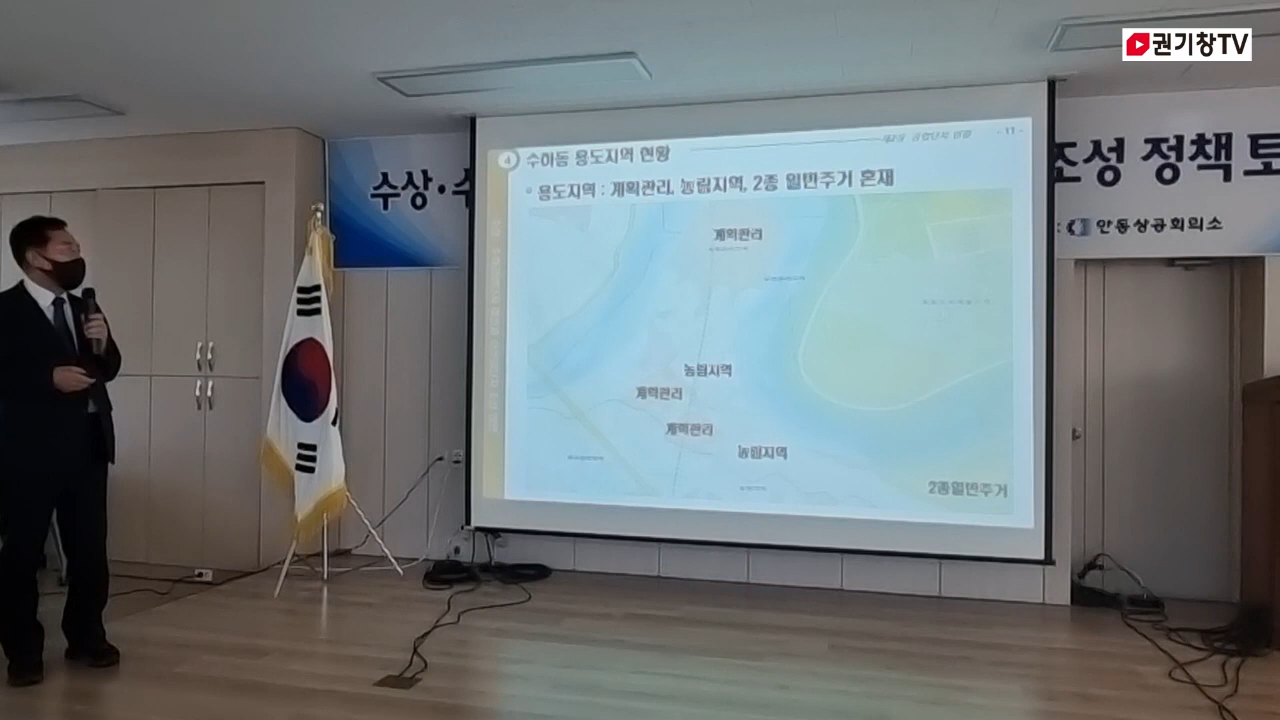 권기창TV
수상·수
조성 정책 토
안동상공회의소
- 11 -
4 수하동 용도지역 현황
용도지역 : 계획관리, 농림지역, 2종 일반주거 혼재
계획관리
농림지역
계획관리
계획관리
농림지역
2종일반주거